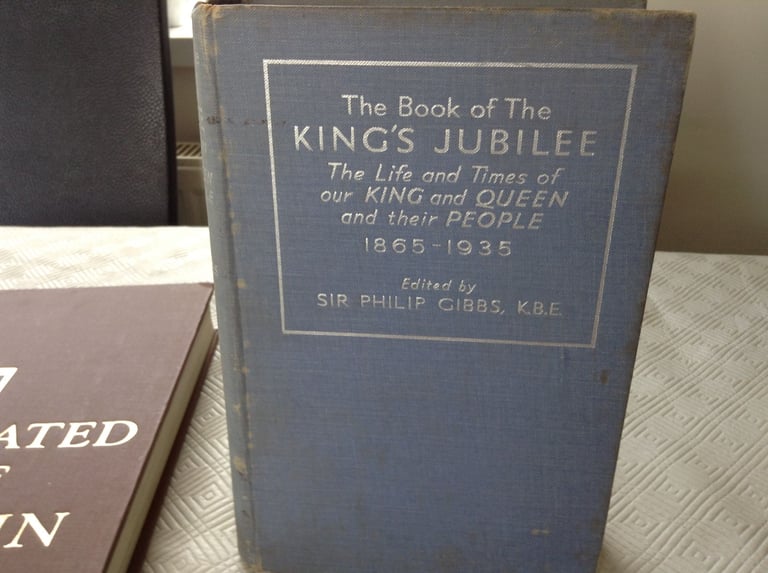 The Book of The
KING'S JUBILEE
The Life and Times of
our KING and QUEEN
and their PEOPLE
1865-1935
Edited by
SIR PHILIP GIBBS, K.B.E.